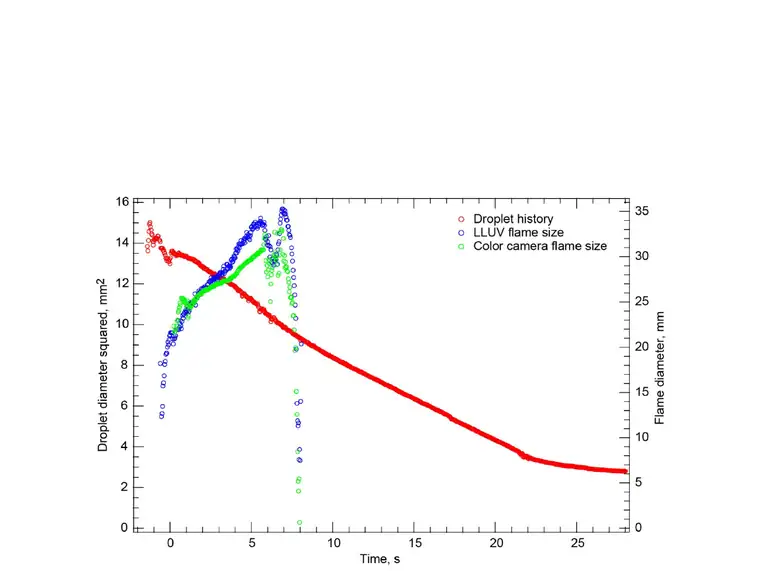 16
14
12
10
8
6
4
2
0
Droplet diameter squared, mm2
35
30
25
20
15
10
5
0
Flame diameter, mm
Droplet history
LLUV flame size
Color camera flame size
0 5 10 15 20 25
Time, s